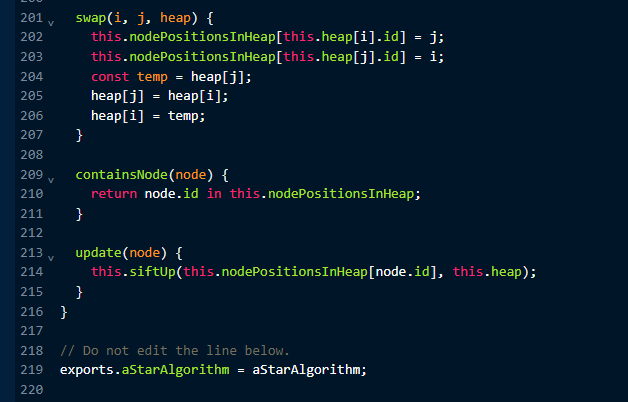 201 swap(i, j, heap) {
202 this.nodePositionsInHeap[this.heap[i].id] = j;
203 this.nodePositionsInHeap[this.heap[j].id] = i;
204 const temp = heap[j];
205 heap[j] = heap[i];
206 heap[i] = temp;
207 }
208
209 containsNode(node) {
210 return node.id in this.nodePositionsInHeap;
211 }
212
213 update(node) {
214 this.siftUp(this.nodePositionsInHeap[node.id], this.heap);
215 }
216 }
217
218 // Do not edit the line below.
219 exports.aStarAlgorithm = aStarAlgorithm;
220